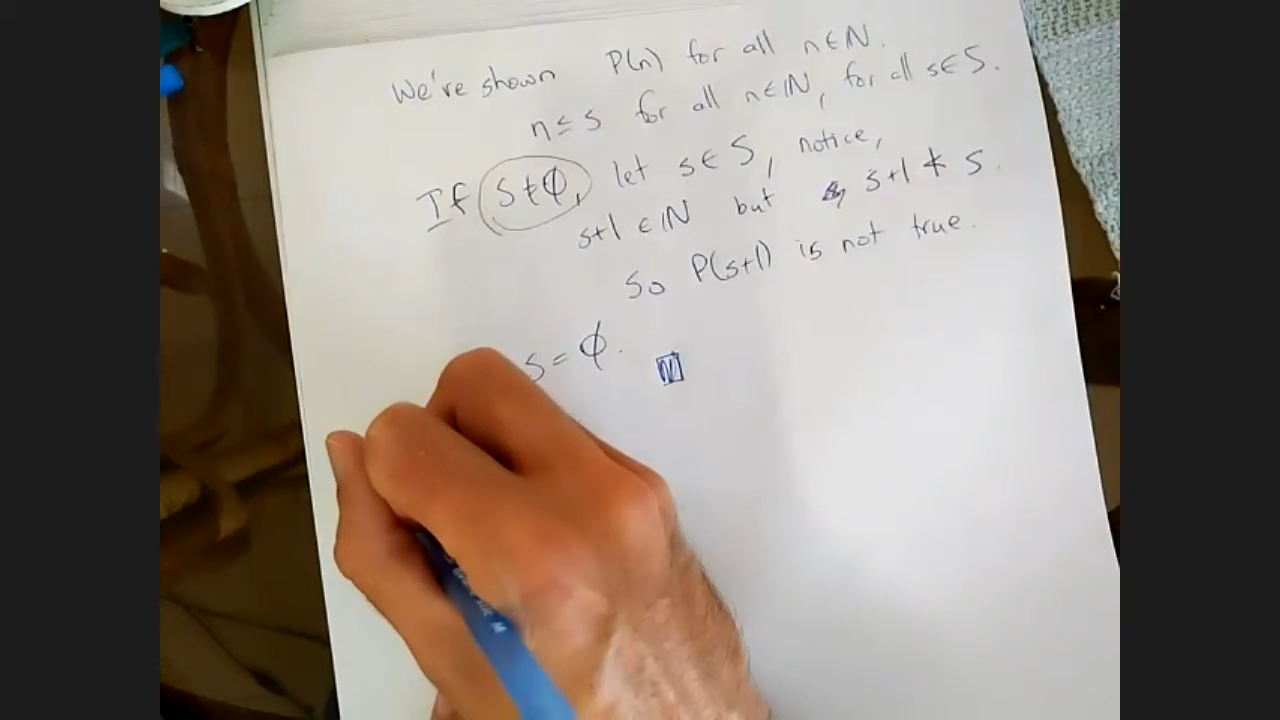 We're shown P(n) for all n∈ℕ.
n ≤ s for all n∈ℕ, for all s∈S.
If S≠∅, let s∈S, notice,
s+1 ∈ℕ but s+1 ≰ s.
So P(s+1) is not true.
S = ∅.